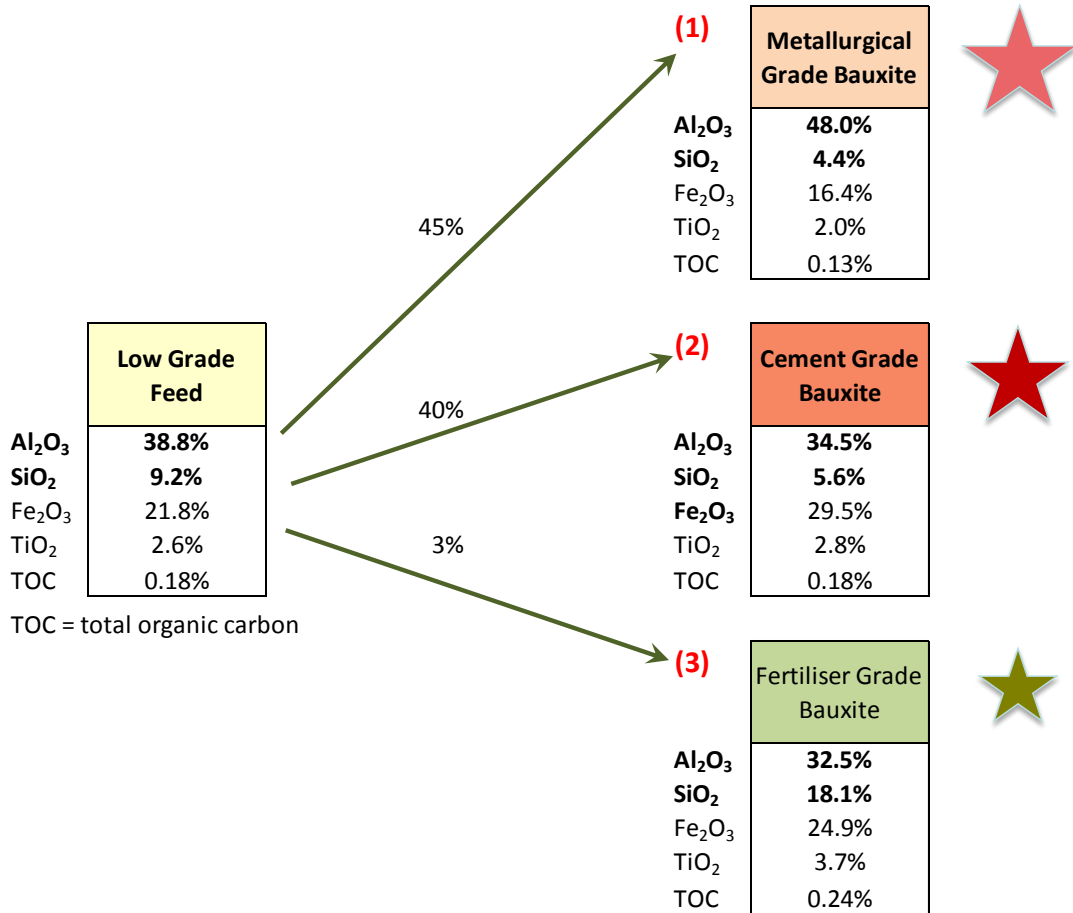 (1)
Metallurgical
Grade Bauxite
Al₂O₃ 48.0%
SiO₂ 4.4%
Fe₂O₃ 16.4%
TiO₂ 2.0%
TOC 0.13%
45%
Low Grade
Feed
Al₂O₃ 38.8%
SiO₂ 9.2%
Fe₂O₃ 21.8%
TiO₂ 2.6%
TOC 0.18%
TOC = total organic carbon
40%
(2)
Cement Grade
Bauxite
Al₂O₃ 34.5%
SiO₂ 5.6%
Fe₂O₃ 29.5%
TiO₂ 2.8%
TOC 0.18%
3%
(3)
Fertiliser Grade
Bauxite
Al₂O₃ 32.5%
SiO₂ 18.1%
Fe₂O₃ 24.9%
TiO₂ 3.7%
TOC 0.24%